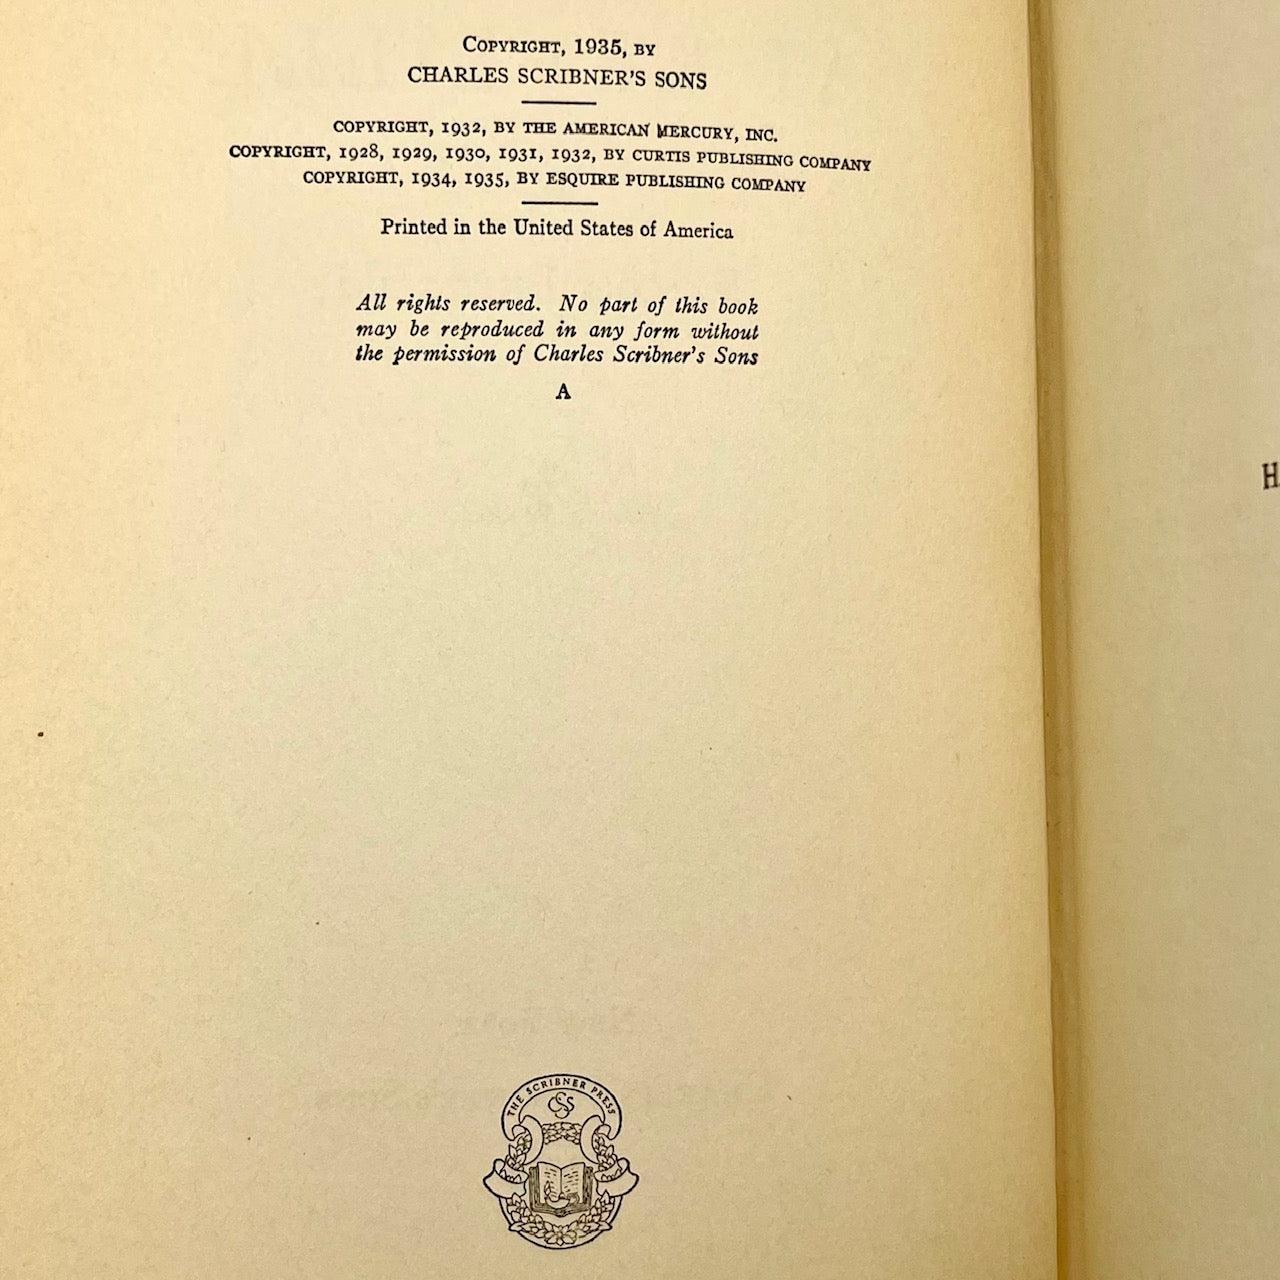 COPYRIGHT, 1935, BY
CHARLES SCRIBNER'S SONS
COPYRIGHT, 1932, BY THE AMERICAN MERCURY, INC.
COPYRIGHT, 1928, 1929, 1930, 1931, 1932, BY CURTIS PUBLISHING COMPANY
COPYRIGHT, 1934, 1935, BY ESQUIRE PUBLISHING COMPANY
Printed in the United States of America
All rights reserved. No part of this book
may be reproduced in any form without
the permission of Charles Scribner's Sons
A
H
THE SCRIBNER PRESS
CSS